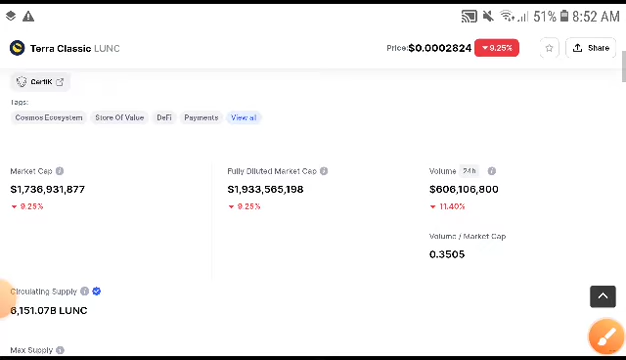 51% 8:52 AM
Terra Classic LUNC Price:$0.0002824 ▼9.25% Share
CertiK
Tags:
Cosmos Ecosystem Store Of Value DeFi Payments View all
Market Cap Fully Diluted Market Cap Volume 24h
$1,736,931,877 $1,933,565,198 $606,106,800
▼ 9.25% ▼ 9.25% ▼ 11.40%
Volume / Market Cap
0.3505
Circulating Supply
6,151.07B LUNC
Max Supply